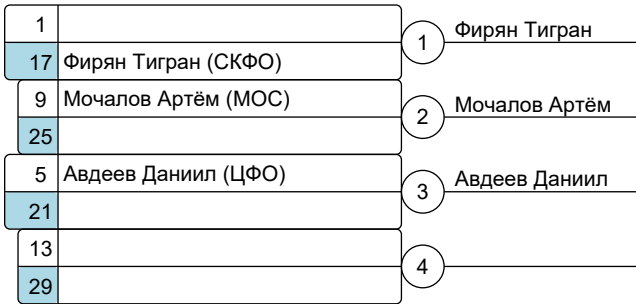 1
1 Фирян Тигран
17 Фирян Тигран (СКФО)
9 Мочалов Артём (МОС)
2 Мочалов Артём
25
5 Авдеев Даниил (ЦФО)
3 Авдеев Даниил
21
13
4
29